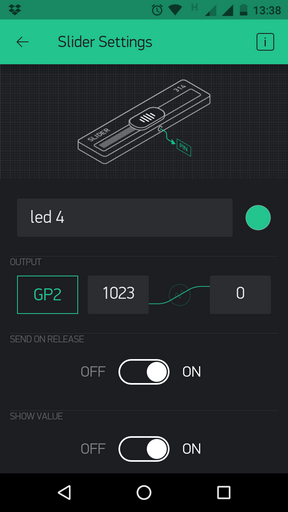 H 13:38
Slider Settings i
SLIDER 314
led 4
OUTPUT
GP2 1023 0
SEND ON RELEASE
OFF ON
SHOW VALUE
OFF ON